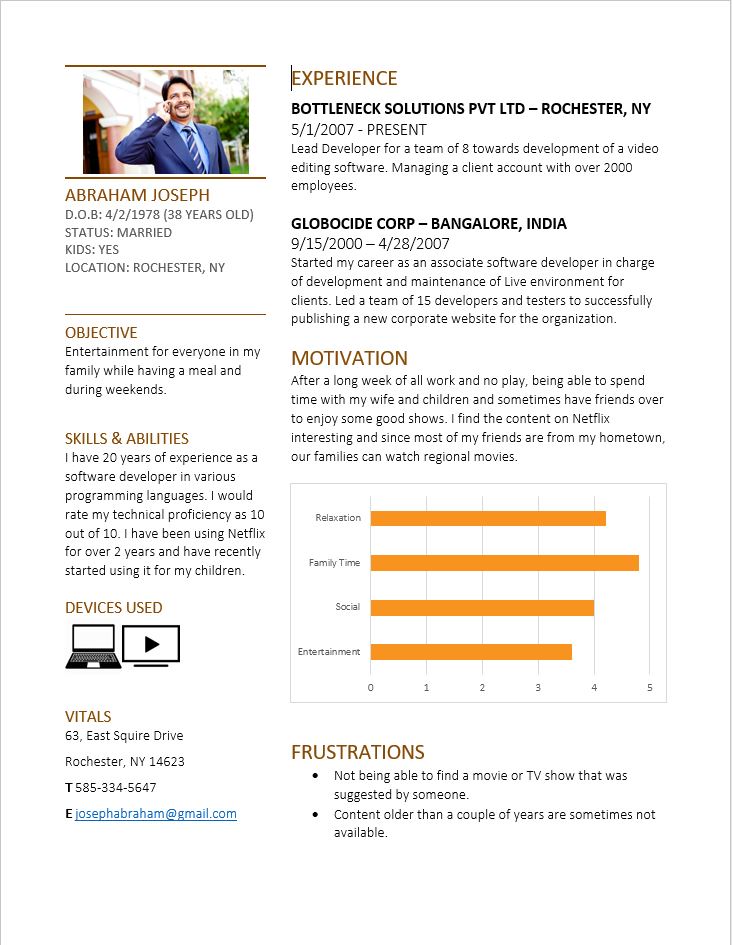 ABRAHAM JOSEPH
D.O.B: 4/2/1978 (38 YEARS OLD)
STATUS: MARRIED
KIDS: YES
LOCATION: ROCHESTER, NY
OBJECTIVE
Entertainment for everyone in my
family while having a meal and
during weekends.
SKILLS & ABILITIES
I have 20 years of experience as a
software developer in various
programming languages. I would
rate my technical proficiency as 10
out of 10. I have been using Netflix
for over 2 years and have recently
started using it for my children.
DEVICES USED
VITALS
63, East Squire Drive
Rochester, NY 14623
T 585-334-5647
E josephabraham@gmail.com
EXPERIENCE
BOTTLENECK SOLUTIONS PVT LTD – ROCHESTER, NY
5/1/2007 - PRESENT
Lead Developer for a team of 8 towards development of a video
editing software. Managing a client account with over 2000
employees.
GLOBOCIDE CORP – BANGALORE, INDIA
9/15/2000 – 4/28/2007
Started my career as an associate software developer in charge
of development and maintenance of Live environment for
clients. Led a team of 15 developers and testers to successfully
publishing a new corporate website for the organization.
MOTIVATION
After a long week of all work and no play, being able to spend
time with my wife and children and sometimes have friends over
to enjoy some good shows. I find the content on Netflix
interesting and since most of my friends are from my hometown,
our families can watch regional movies.
Relaxation
Family Time
Social
Entertainment
0 1 2 3 4 5
FRUSTRATIONS
• Not being able to find a movie or TV show that was
suggested by someone.
• Content older than a couple of years are sometimes not
available.